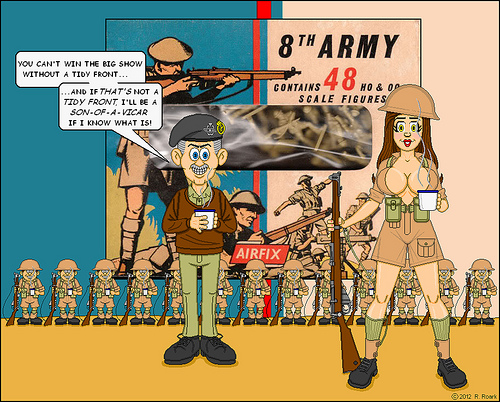 YOU CAN'T WIN THE BIG SHOW
WITHOUT A TIDY FRONT...
...AND IF THAT'S NOT A
TIDY FRONT, I'LL BE A
SON-OF-A-VICAR
IF I KNOW WHAT IS!
8TH ARMY
CONTAINS 48 HO & OO
SCALE FIGURES
AIRFIX
© 2012 R. Roark